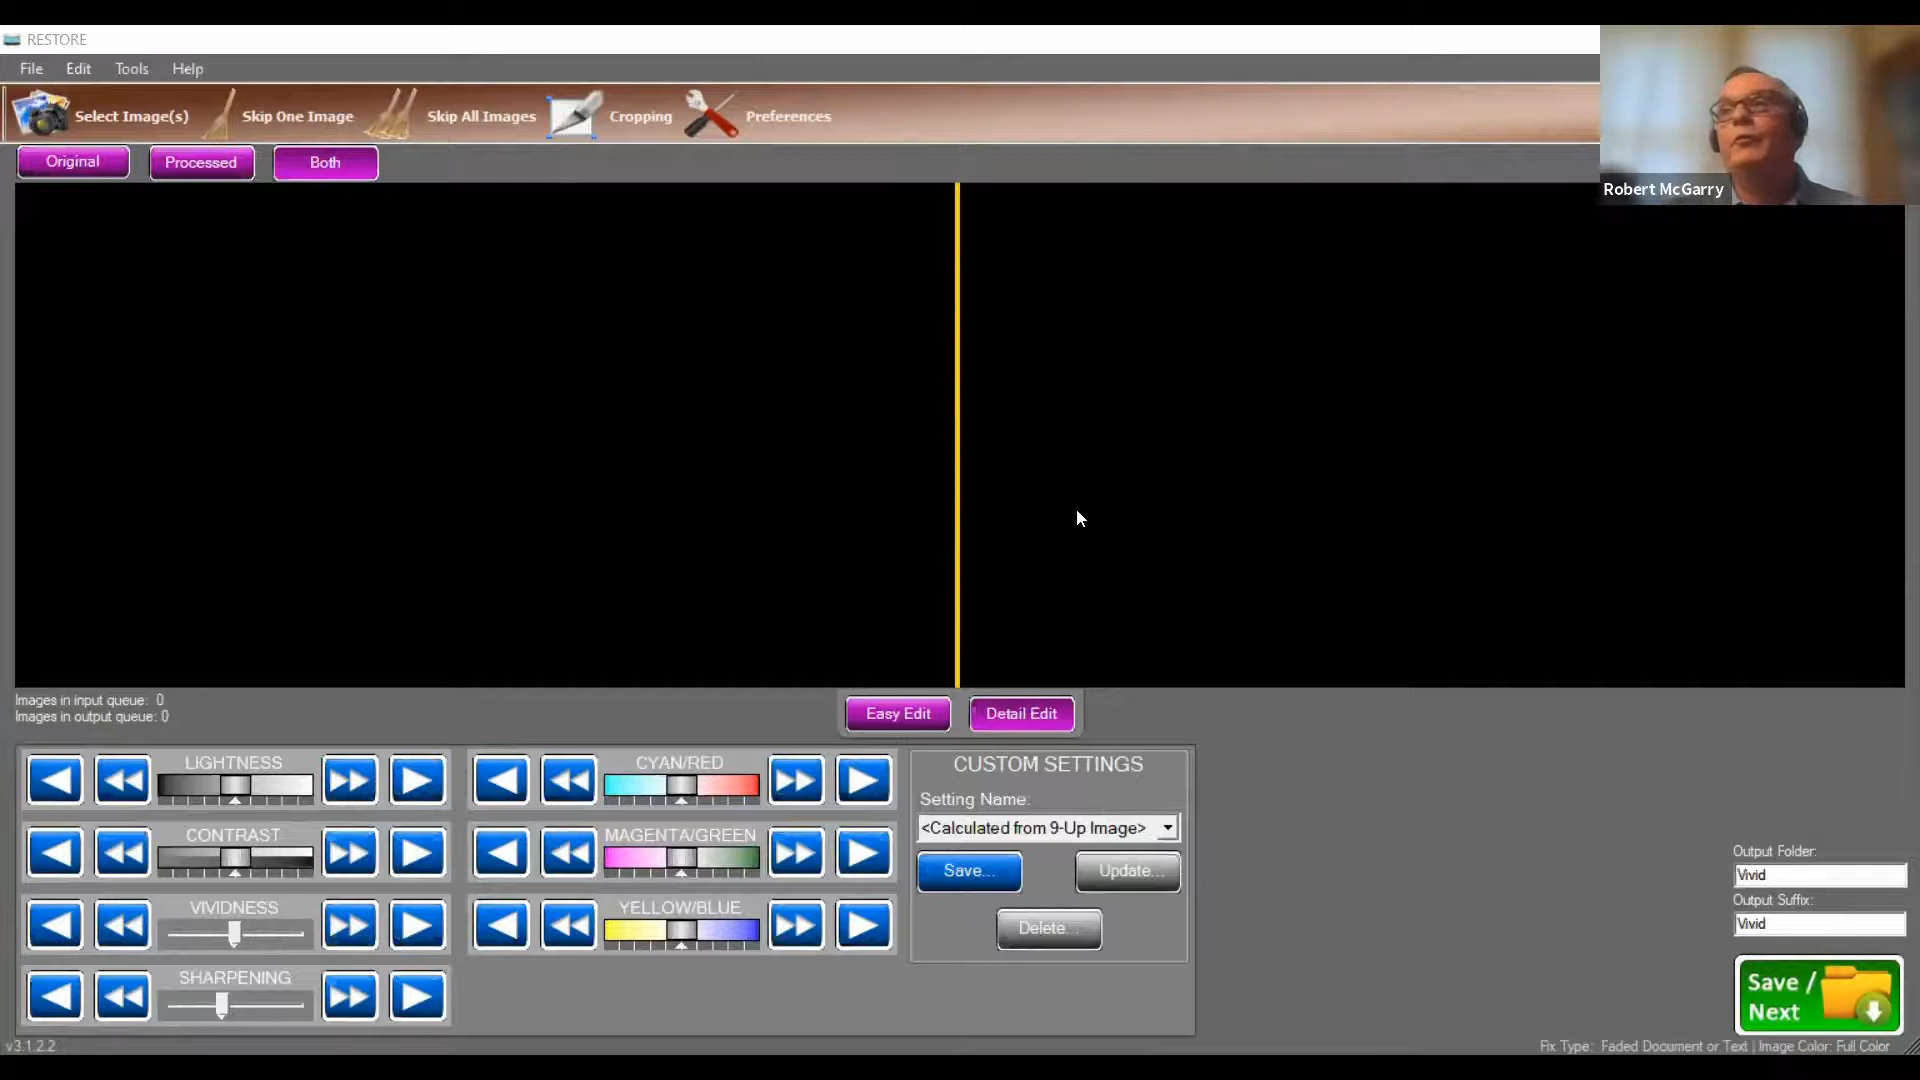 RESTORE
File Edit Tools Help
Select Image(s) Skip One Image Skip All Images Cropping Preferences
Robert McGarry
Original Processed Both
Images in input queue: 0
Images in output queue: 0
Easy Edit Detail Edit
LIGHTNESS
CONTRAST
VIVIDNESS
SHARPENING
CYAN/RED
MAGENTA/GREEN
YELLOW/BLUE
CUSTOM SETTINGS
Setting Name:
<Calculated from 9-Up Image>
Save... Update...
Delete...
Output Folder:
Vivid
Output Suffix:
Vivid
Save /
Next
v3.1.2.2
Fix Type: Faded Document or Text | Image Color: Full Color